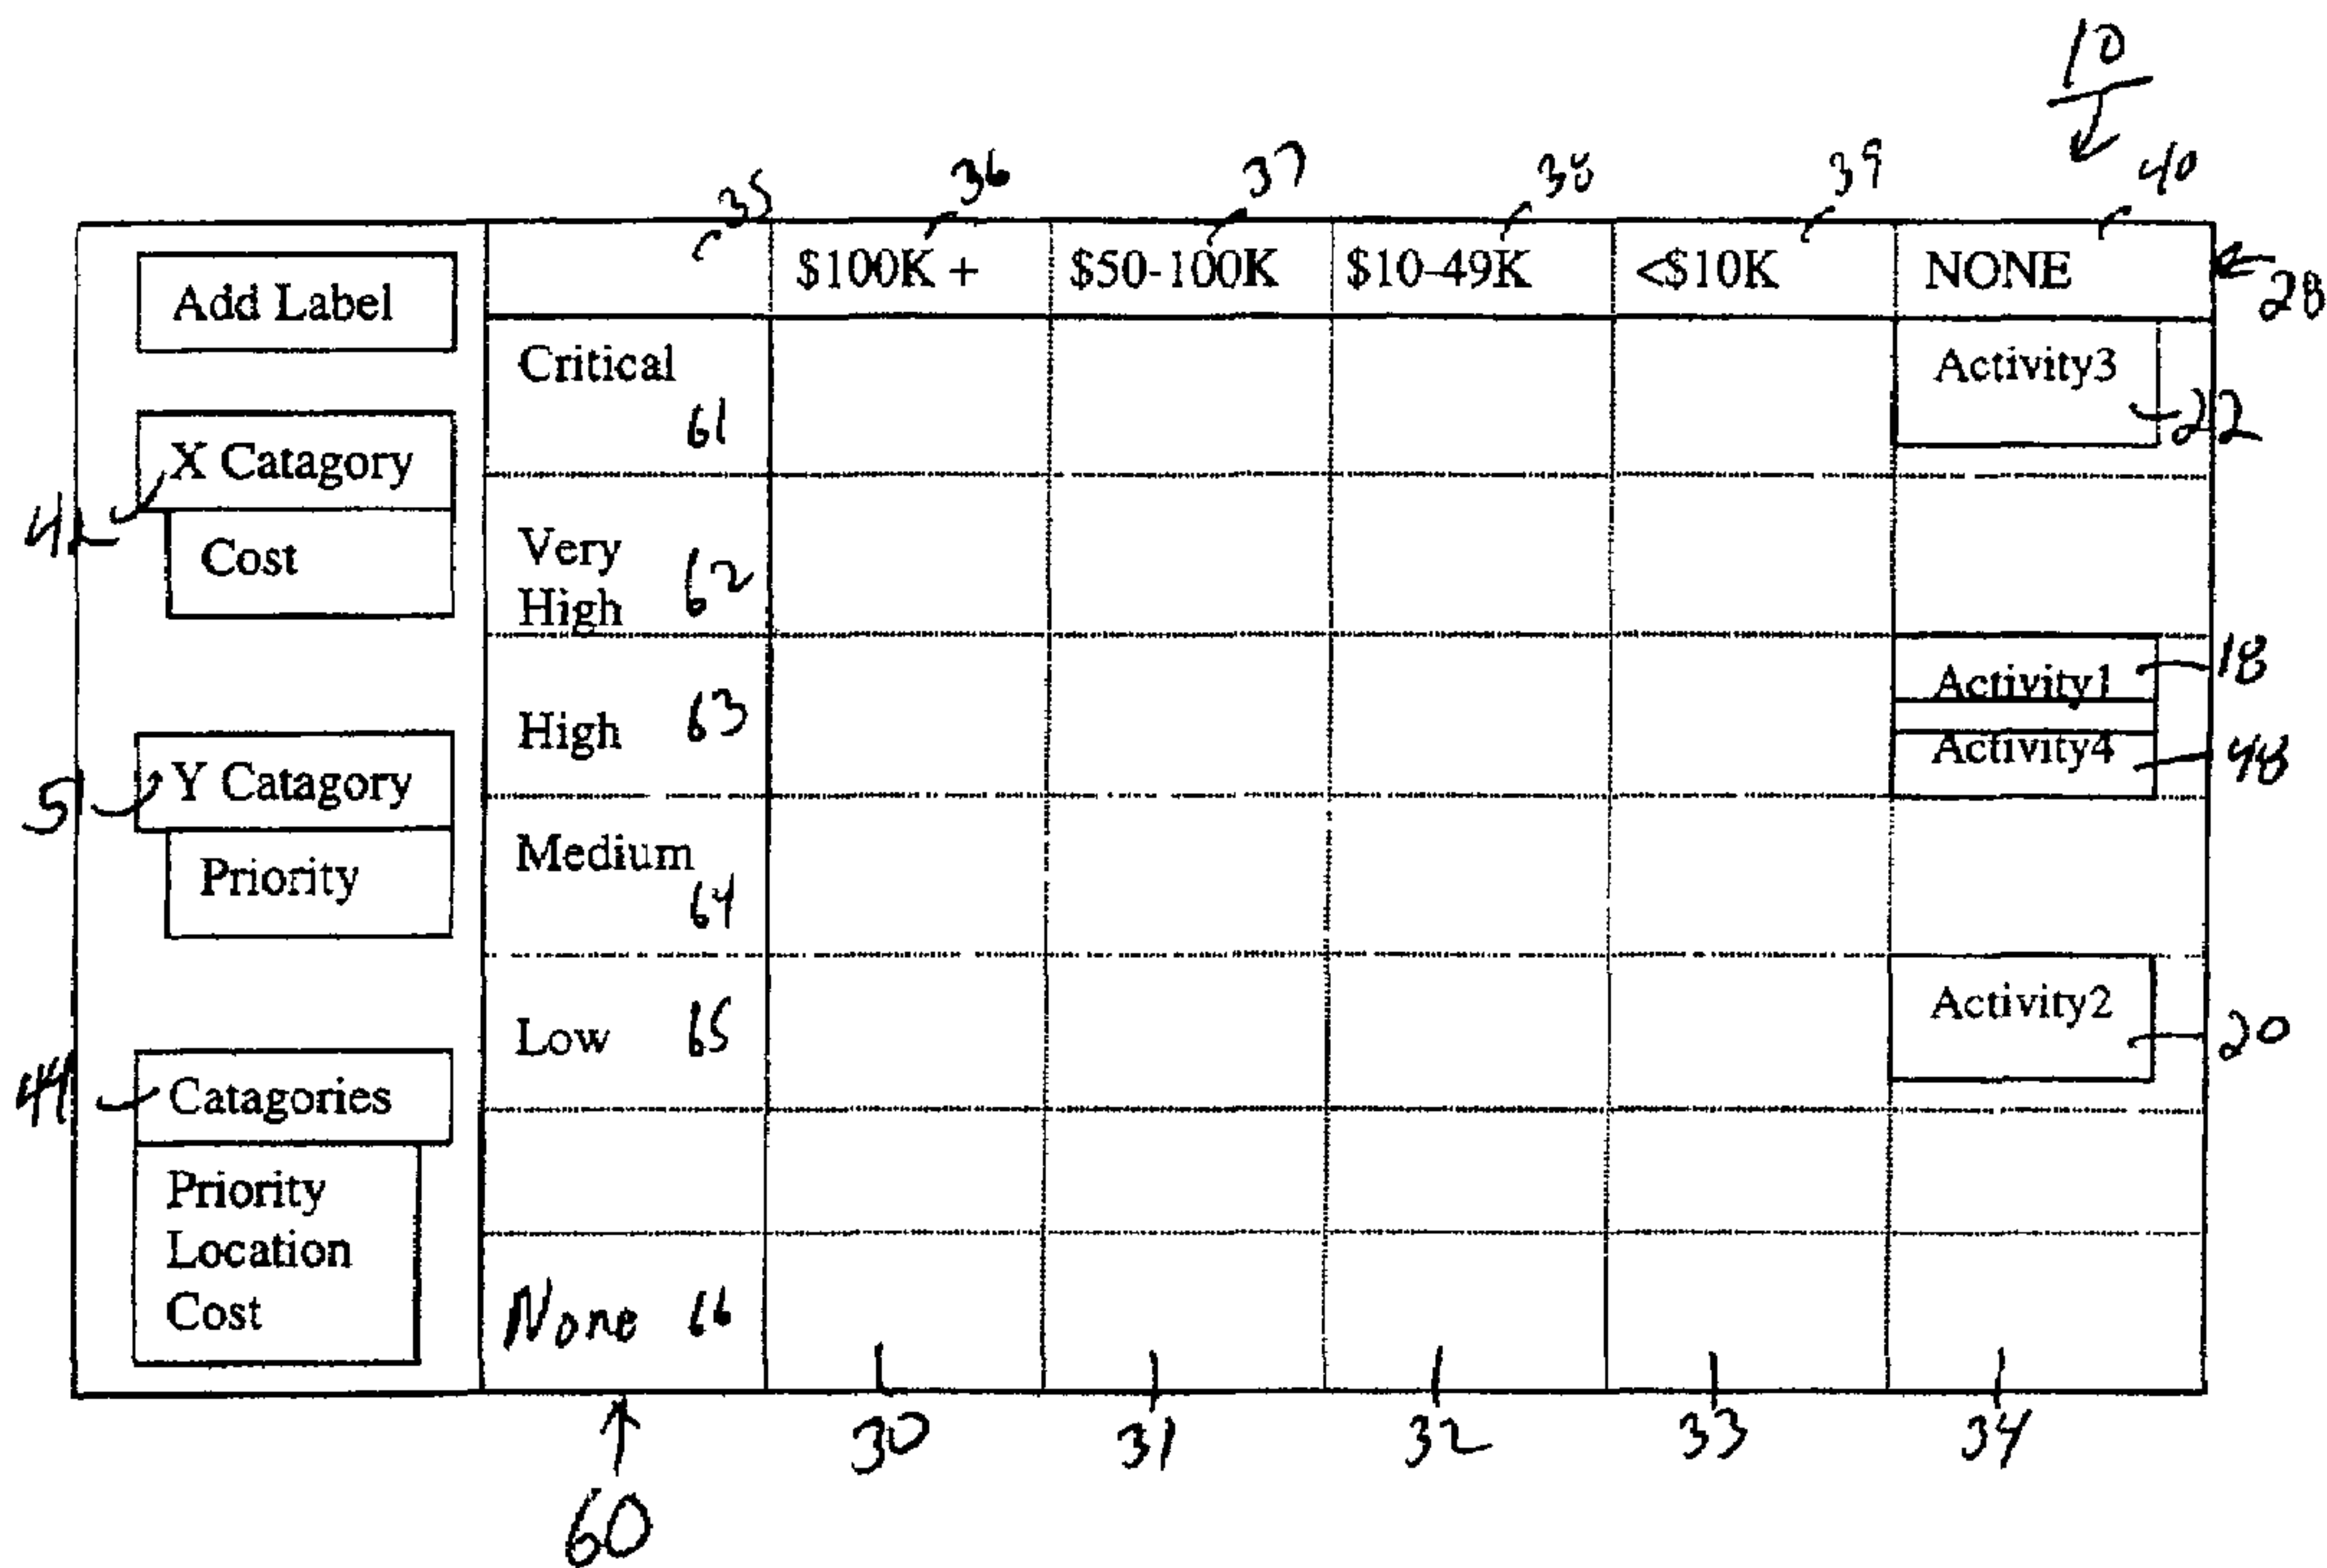 10
35 36 37 38 39 40
Add Label
$100K + $50-100K $10-49K <$10K NONE
28
Critical
61
Activity3
22
X Catagory
42
Cost
Very
High
62
Activity1
18
High 63
Activity4
48
Y Catagory
51
Priority
Medium
64
Low 65
Activity2
20
Catagories
44
Priority
Location
Cost
None 66
30 31 32 33 34
60